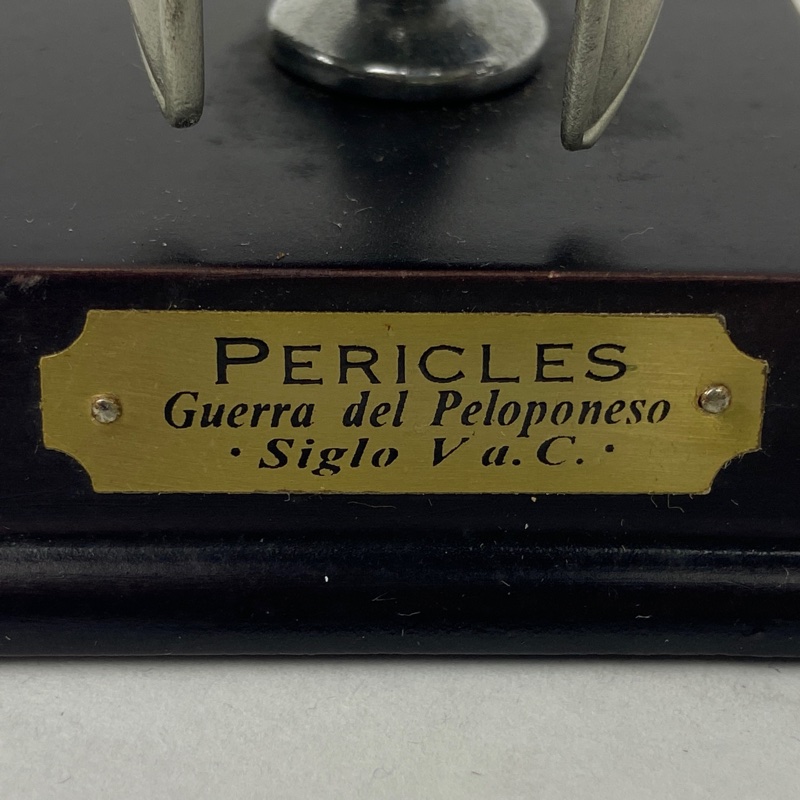 PERICLES
Guerra del Peloponeso
· Siglo V a.C. ·